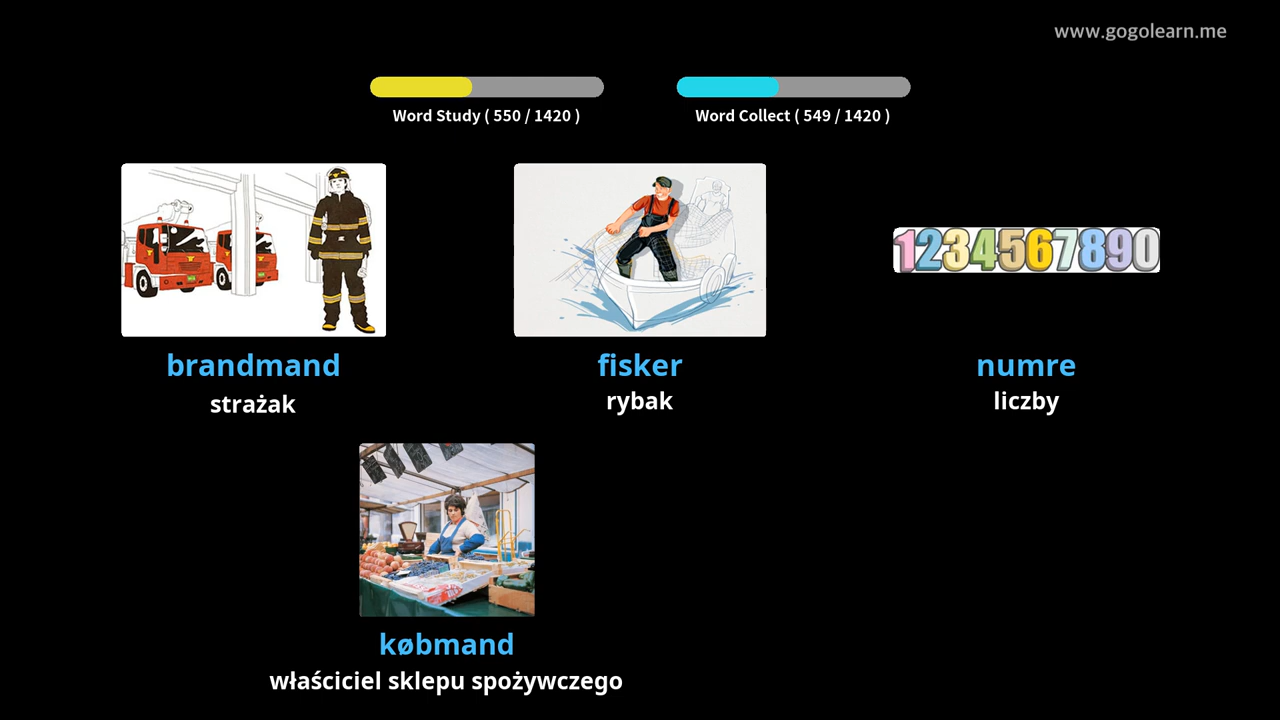 www.gogolearn.me
Word Study ( 550 / 1420 )
Word Collect ( 549 / 1420 )
1234567890
brandmand
strażak
fisker
rybak
numre
liczby
købmand
właściciel sklepu spożywczego